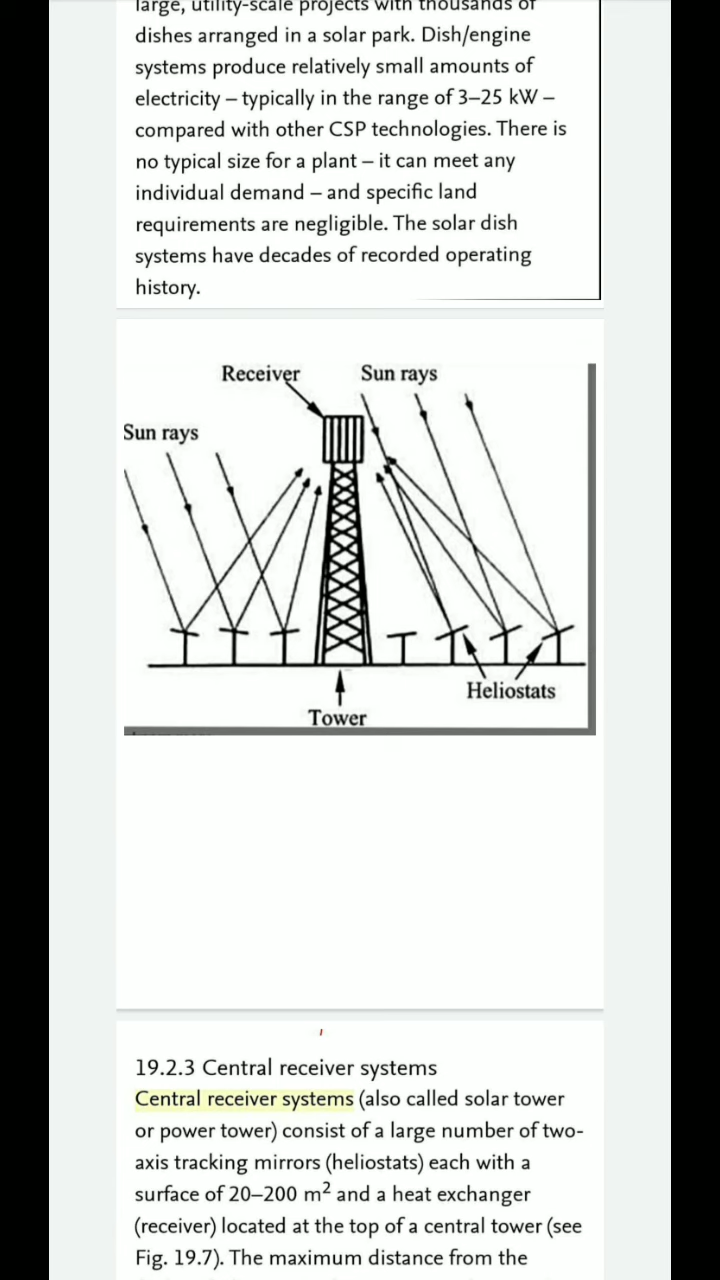 large, utility-scale projects with thousands of
dishes arranged in a solar park. Dish/engine
systems produce relatively small amounts of
electricity – typically in the range of 3–25 kW –
compared with other CSP technologies. There is
no typical size for a plant – it can meet any
individual demand – and specific land
requirements are negligible. The solar dish
systems have decades of recorded operating
history.
Receiver
Sun rays
Sun rays
Heliostats
Tower
19.2.3 Central receiver systems
Central receiver systems (also called solar tower
or power tower) consist of a large number of two-
axis tracking mirrors (heliostats) each with a
surface of 20–200 m² and a heat exchanger
(receiver) located at the top of a central tower (see
Fig. 19.7). The maximum distance from the